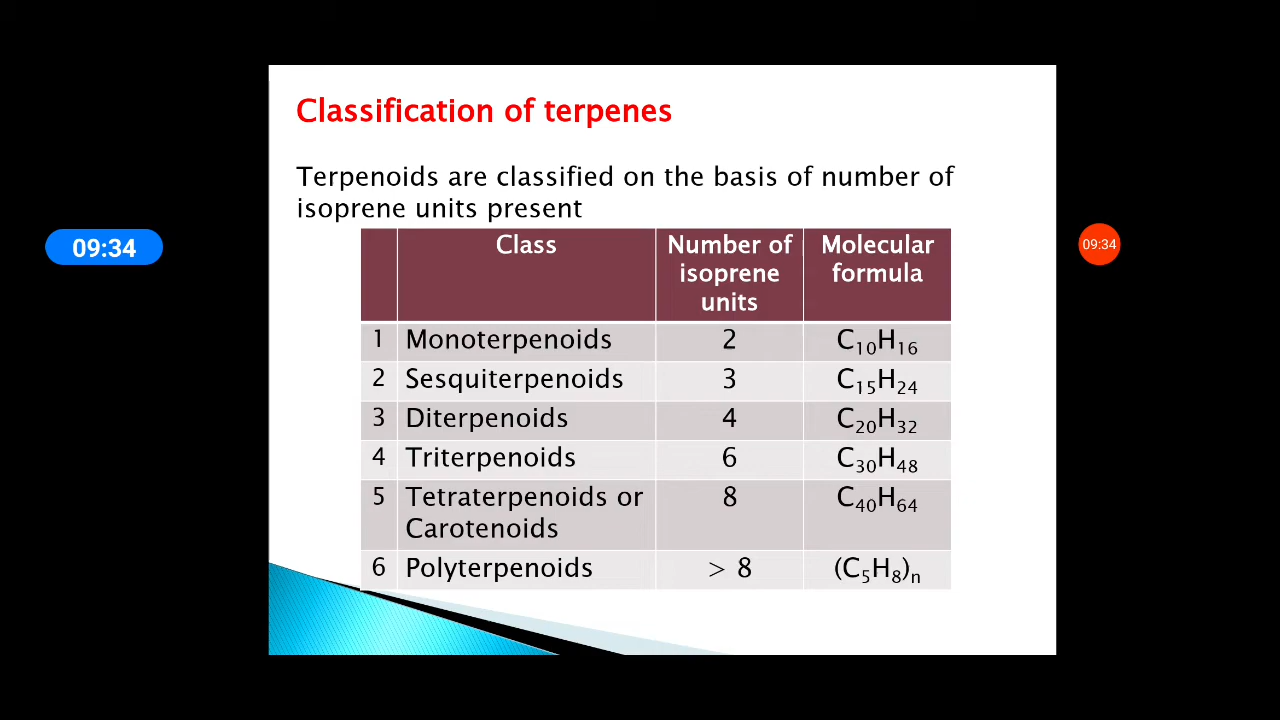 Classification of terpenes
Terpenoids are classified on the basis of number of
isoprene units present
09:34
09:34
Class Number of isoprene units Molecular formula
1 Monoterpenoids 2 C₁₀H₁₆
2 Sesquiterpenoids 3 C₁₅H₂₄
3 Diterpenoids 4 C₂₀H₃₂
4 Triterpenoids 6 C₃₀H₄₈
5 Tetraterpenoids or 8 C₄₀H₆₄
Carotenoids
6 Polyterpenoids > 8 (C₅H₈)ₙ